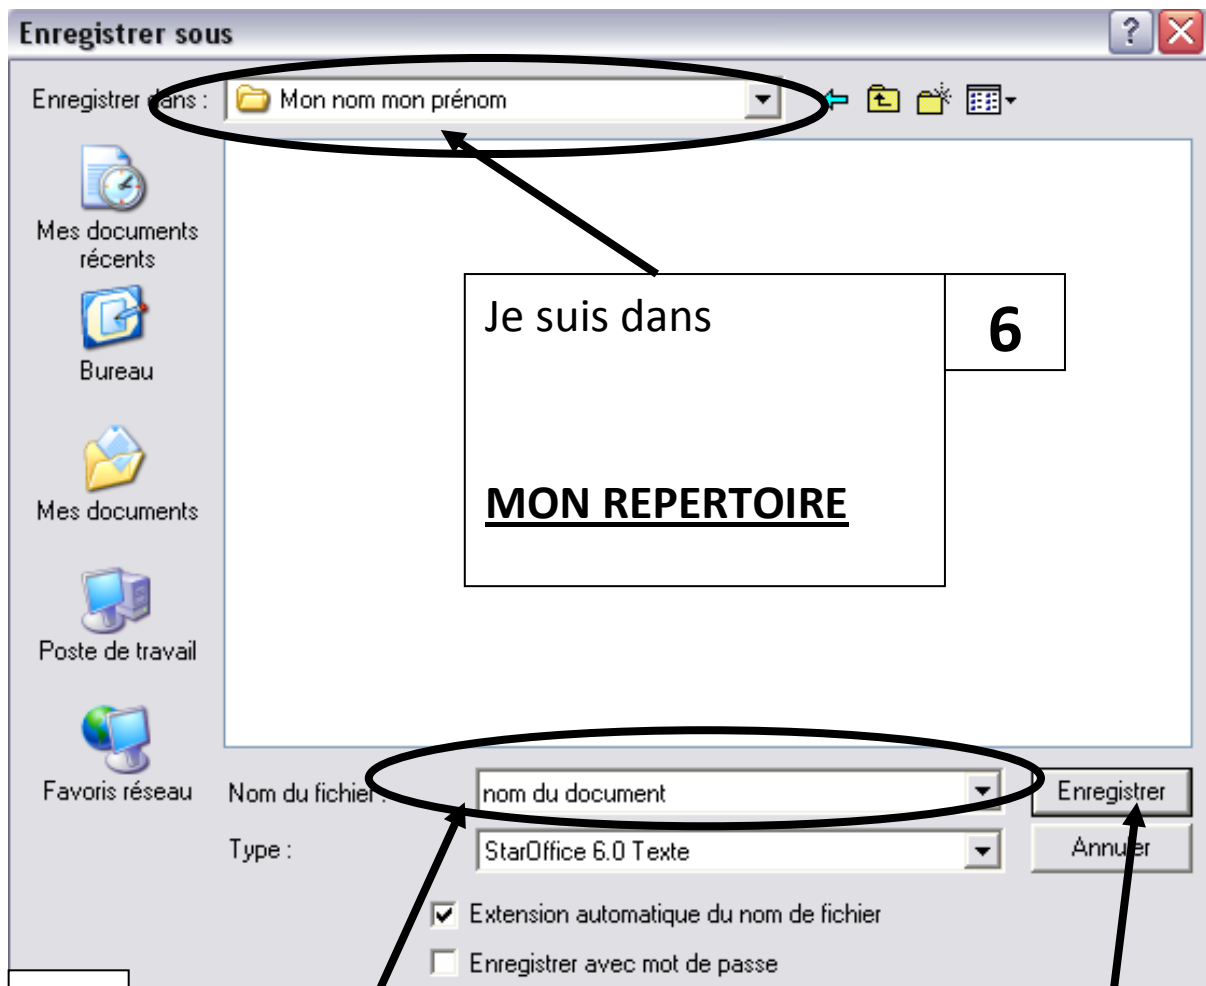 Enregistrer sous
Enregistrer dans :
Mon nom mon prénom
Mes documents
récents
Bureau
Mes documents
Poste de travail
Favoris réseau
Je suis dans
6
MON REPERTOIRE
Nom du fichier :
nom du document
Enregistrer
Type :
StarOffice 6.0 Texte
Annuler
Extension automatique du nom de fichier
Enregistrer avec mot de passe